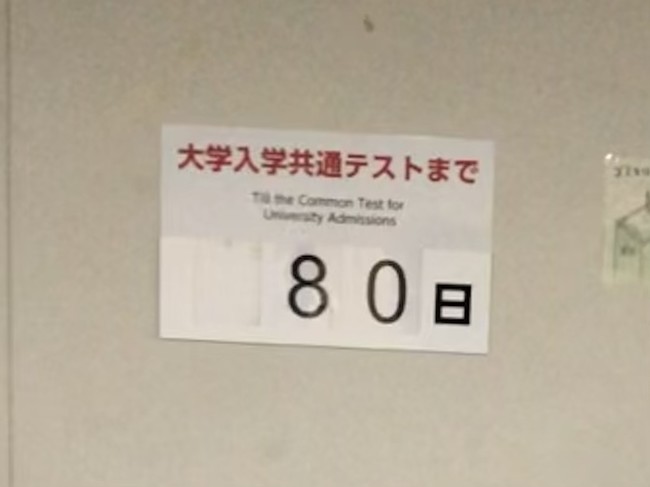 大学入学共通テストまで
Till the Common Test for
University Admissions
80日